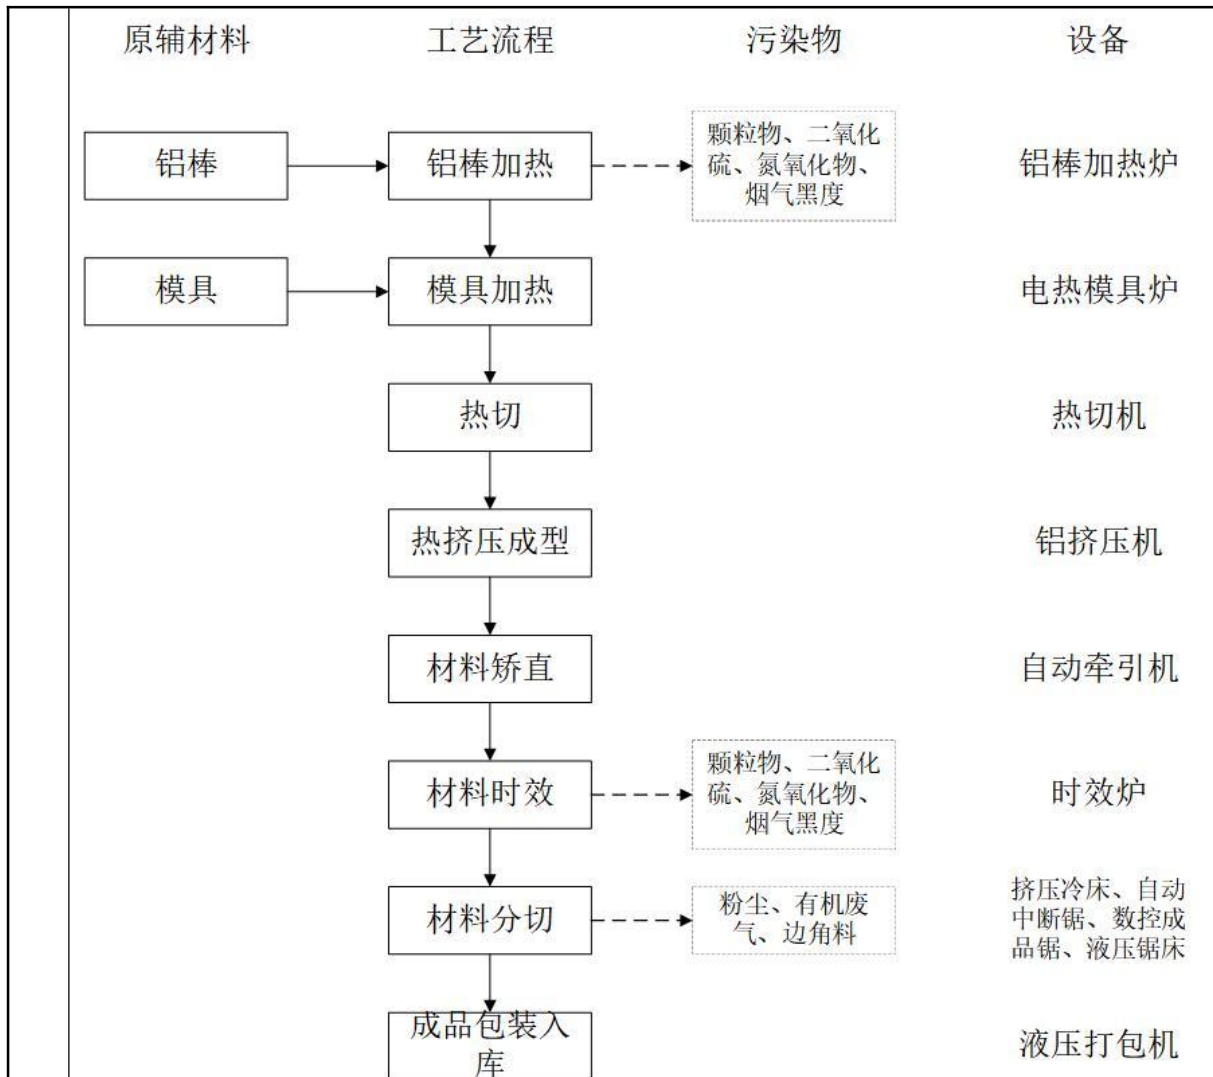 原辅材料 工艺流程 污染物 设备
铝棒 铝棒加热 颗粒物、二氧化
硫、氮氧化物、
烟气黑度 铝棒加热炉
模具 模具加热 电热模具炉
热切 热切机
热挤压成型 铝挤压机
材料矫直 自动牵引机
材料时效 颗粒物、二氧化
硫、氮氧化物、
烟气黑度 时效炉
材料分切 粉尘、有机废
气、边角料 挤压冷床、自动
中断锯、数控成
品锯、液压锯床
成品包装入
库 液压打包机